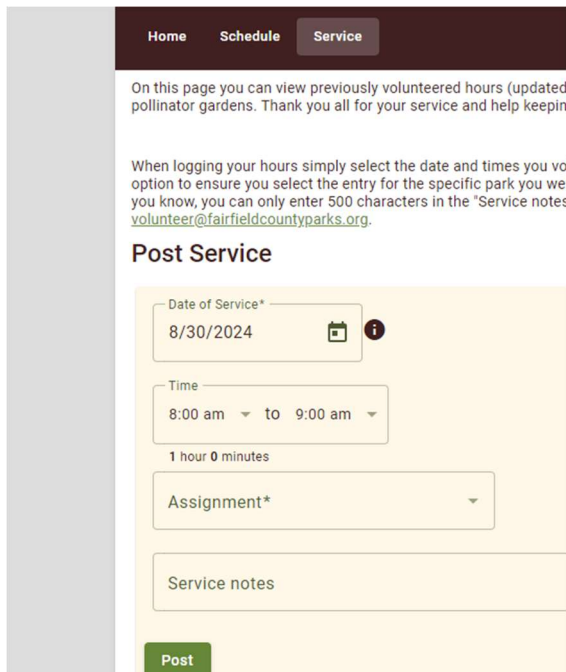 Home Schedule Service
On this page you can view previously volunteered hours (updated
pollinator gardens. Thank you all for your service and help keepin
When logging your hours simply select the date and times you vo
option to ensure you select the entry for the specific park you we
you know, you can only enter 500 characters in the "Service notes
volunteer@fairfieldcountyparks.org.
Post Service
Date of Service*
8/30/2024
Time
8:00 am to 9:00 am
1 hour 0 minutes
Assignment*
Service notes
Post